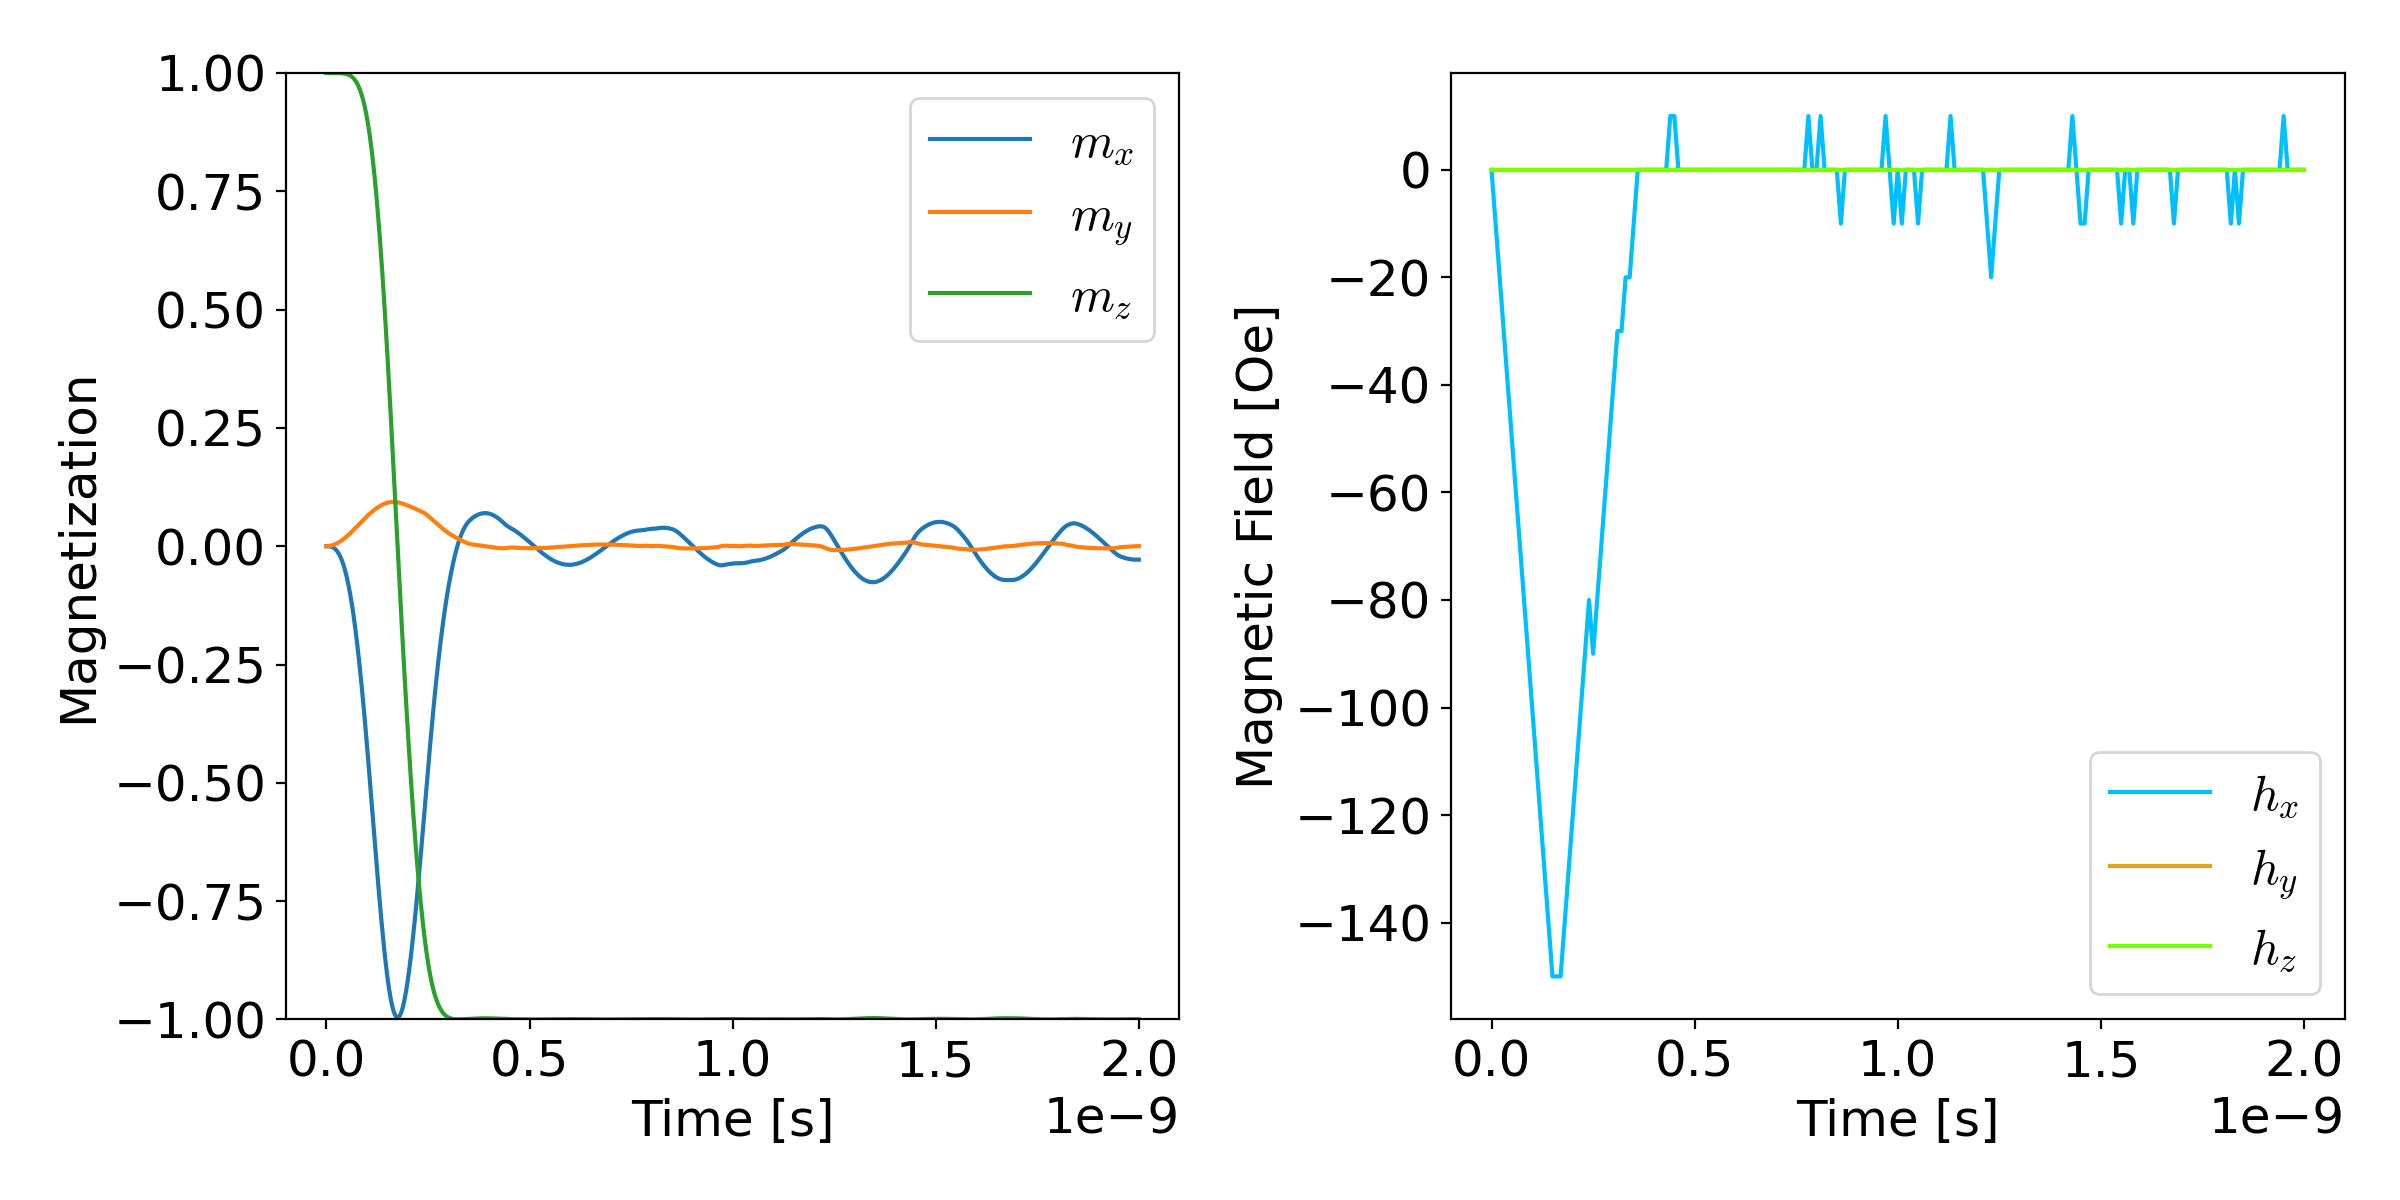 Magnetization
1.00
0.75
0.50
0.25
0.00
−0.25
−0.50
−0.75
−1.00
0.0 0.5 1.0 1.5 2.0
Time [s]
1e−9
m_x
m_y
m_z
Magnetic Field [Oe]
0
−20
−40
−60
−80
−100
−120
−140
0.0 0.5 1.0 1.5 2.0
Time [s]
1e−9
h_x
h_y
h_z